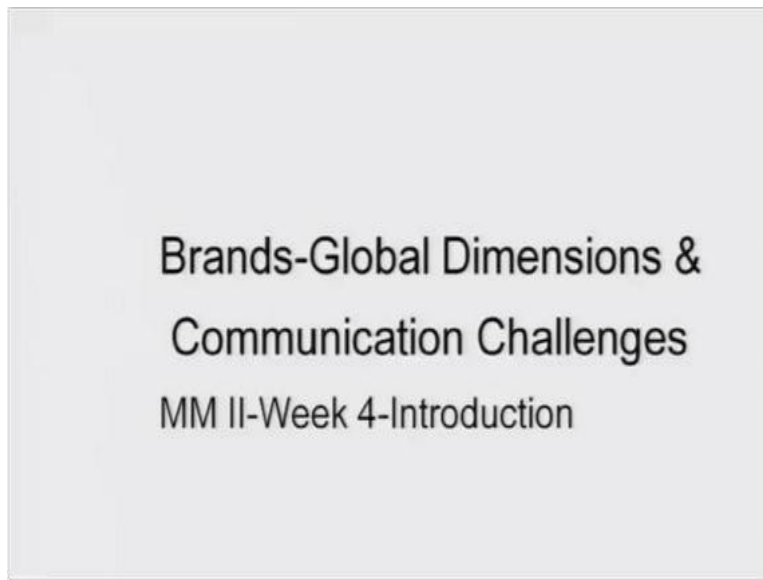 Brands-Global Dimensions &
Communication Challenges
MM II-Week 4-Introduction